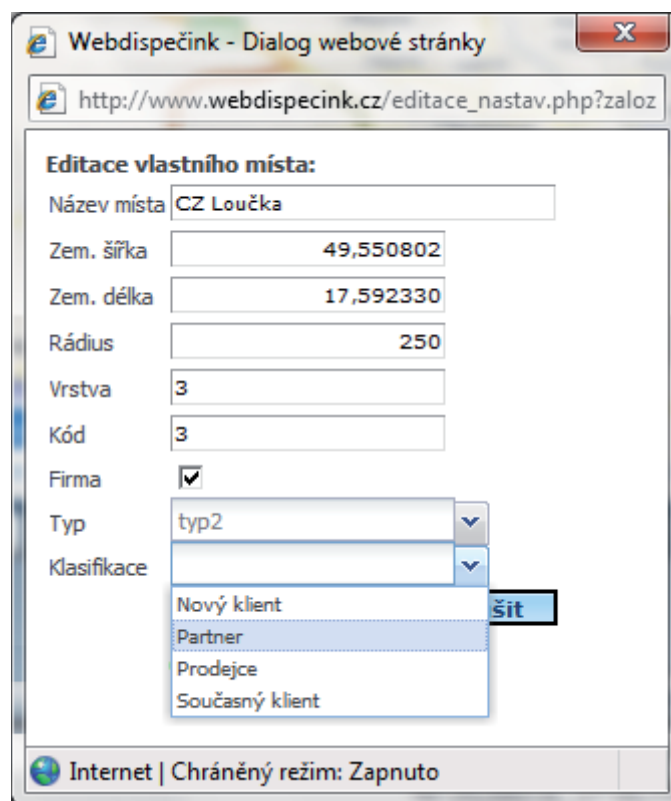 Webdispečink - Dialog webové stránky
http://www.webdispecink.cz/editace_nastav.php?zaloz
Editace vlastního místa:
Název místa CZ Loučka
Zem. šířka 49,550802
Zem. délka 17,592330
Rádius 250
Vrstva 3
Kód 3
Firma
Typ typ2
Klasifikace
Nový klient
Partner
Prodejce
Současný klient
Internet | Chráněný režim: Zapnuto